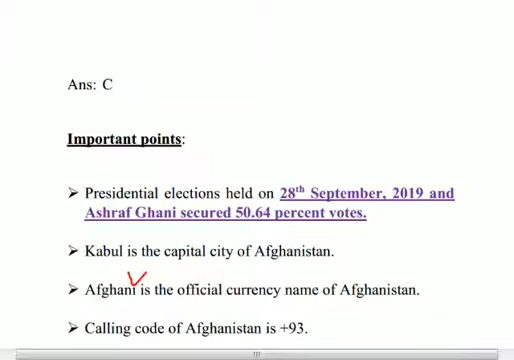 Ans: C
Important points:
➢ Presidential elections held on 28th September, 2019 and
Ashraf Ghani secured 50.64 percent votes.
➢ Kabul is the capital city of Afghanistan.
➢ Afghani is the official currency name of Afghanistan.
➢ Calling code of Afghanistan is +93.